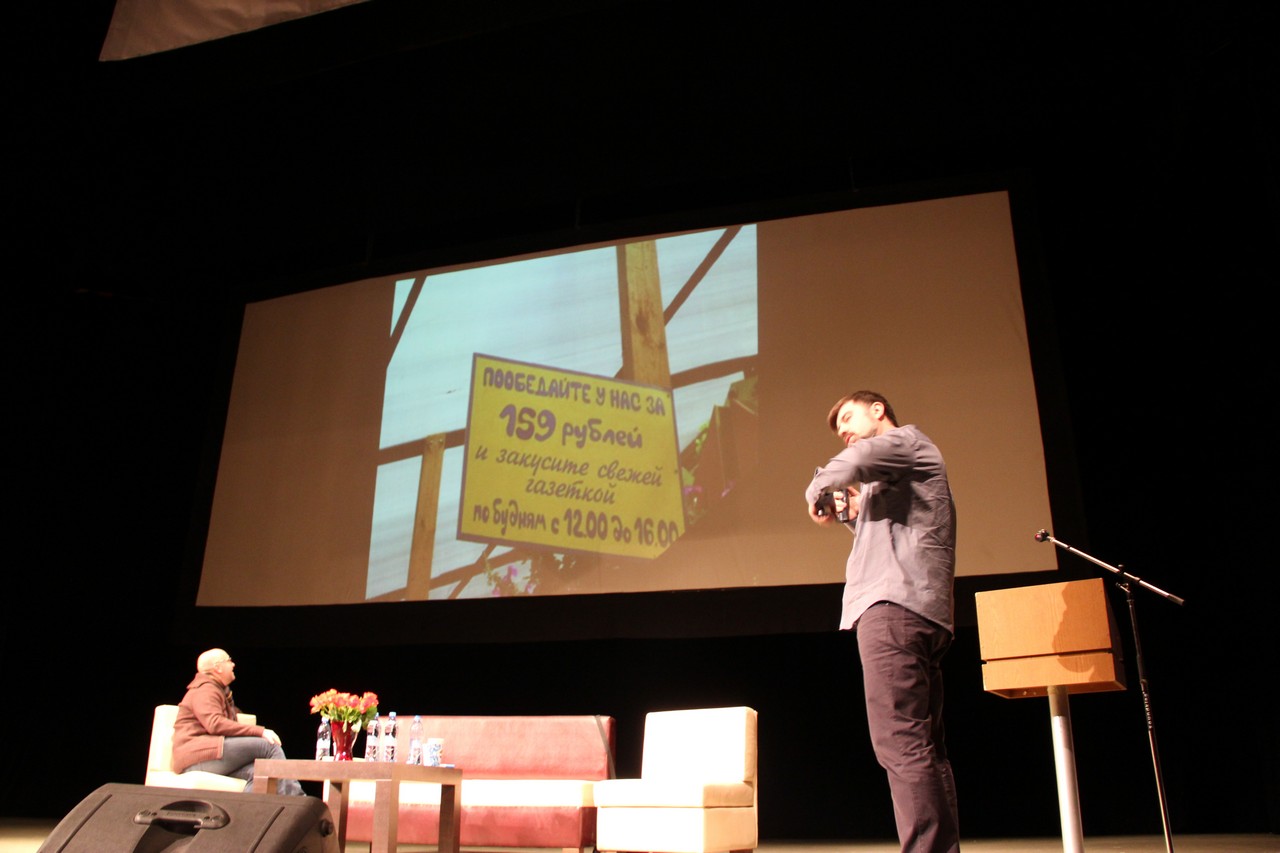 ПООБЕДАЙТЕ У НАС ЗА
159 рублей
и закусите свежей
газеткой
по будням с 12.00 до 16.00